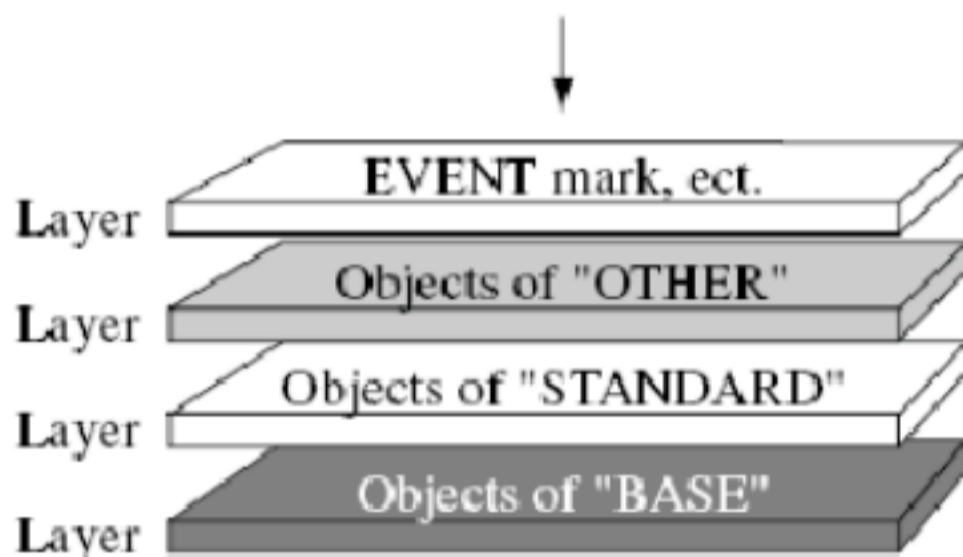 EVENT mark, ect.
Layer
Objects of "OTHER"
Layer
Objects of "STANDARD"
Layer
Objects of "BASE"
Layer